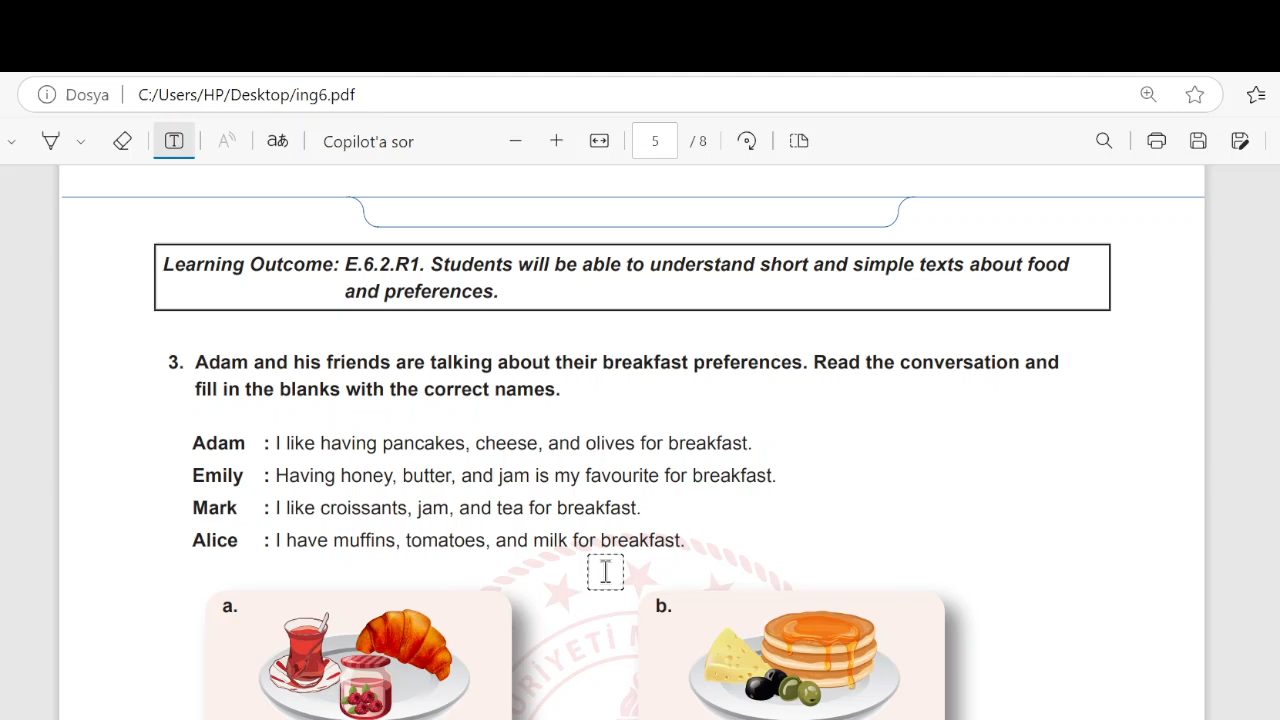 Dosya C:/Users/HP/Desktop/ing6.pdf
aあ Copilot'a sor 5 / 8
Learning Outcome: E.6.2.R1. Students will be able to understand short and simple texts about food
and preferences.
3. Adam and his friends are talking about their breakfast preferences. Read the conversation and
fill in the blanks with the correct names.
Adam : I like having pancakes, cheese, and olives for breakfast.
Emily : Having honey, butter, and jam is my favourite for breakfast.
Mark : I like croissants, jam, and tea for breakfast.
Alice : I have muffins, tomatoes, and milk for breakfast.
a. b.